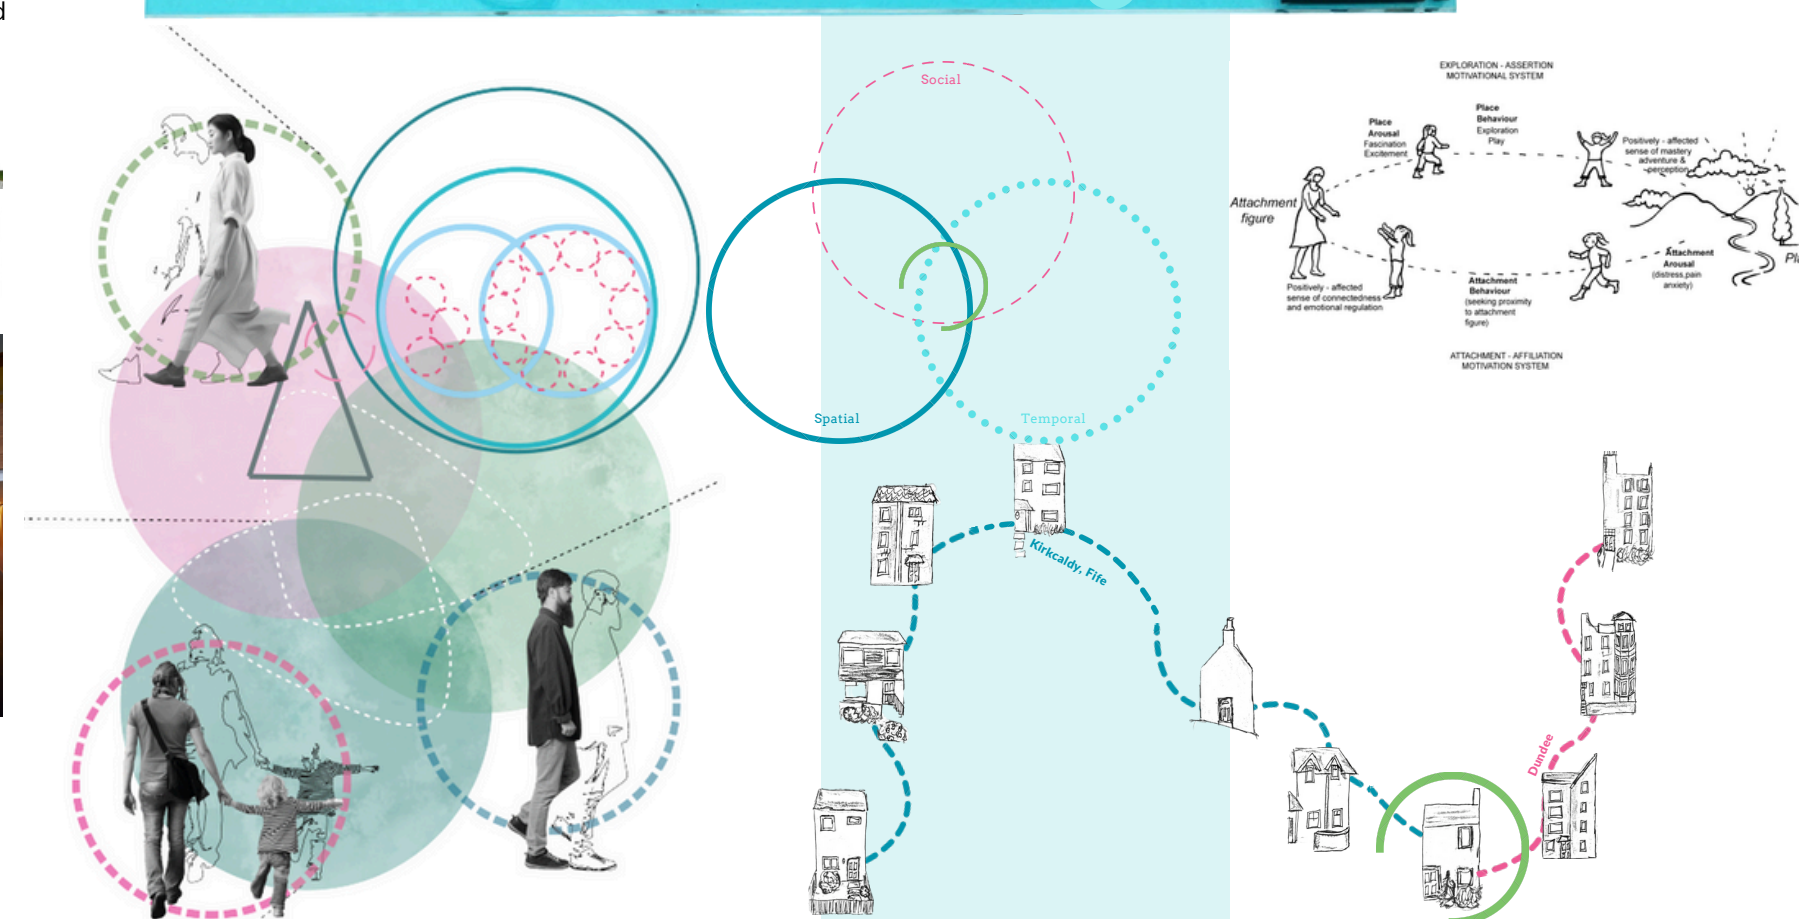 d
Social
Spatial
Temporal
Kirkcaldy, Fife
Dundee
EXPLORATION - ASSERTION
MOTIVATIONAL SYSTEM
Place
Arousal
Fascination
Excitement
Place
Behaviour
Exploration
Play
Positively - affected
sense of mastery
adventure &
perception
Attachment
figure
Positively - affected
sense of connectedness
and emotional regulation
Attachment
Behaviour
(seeking proximity
to attachment
figure)
Attachment
Arousal
(distress,pain
anxiety)
ATTACHMENT - AFFILIATION
MOTIVATION SYSTEM